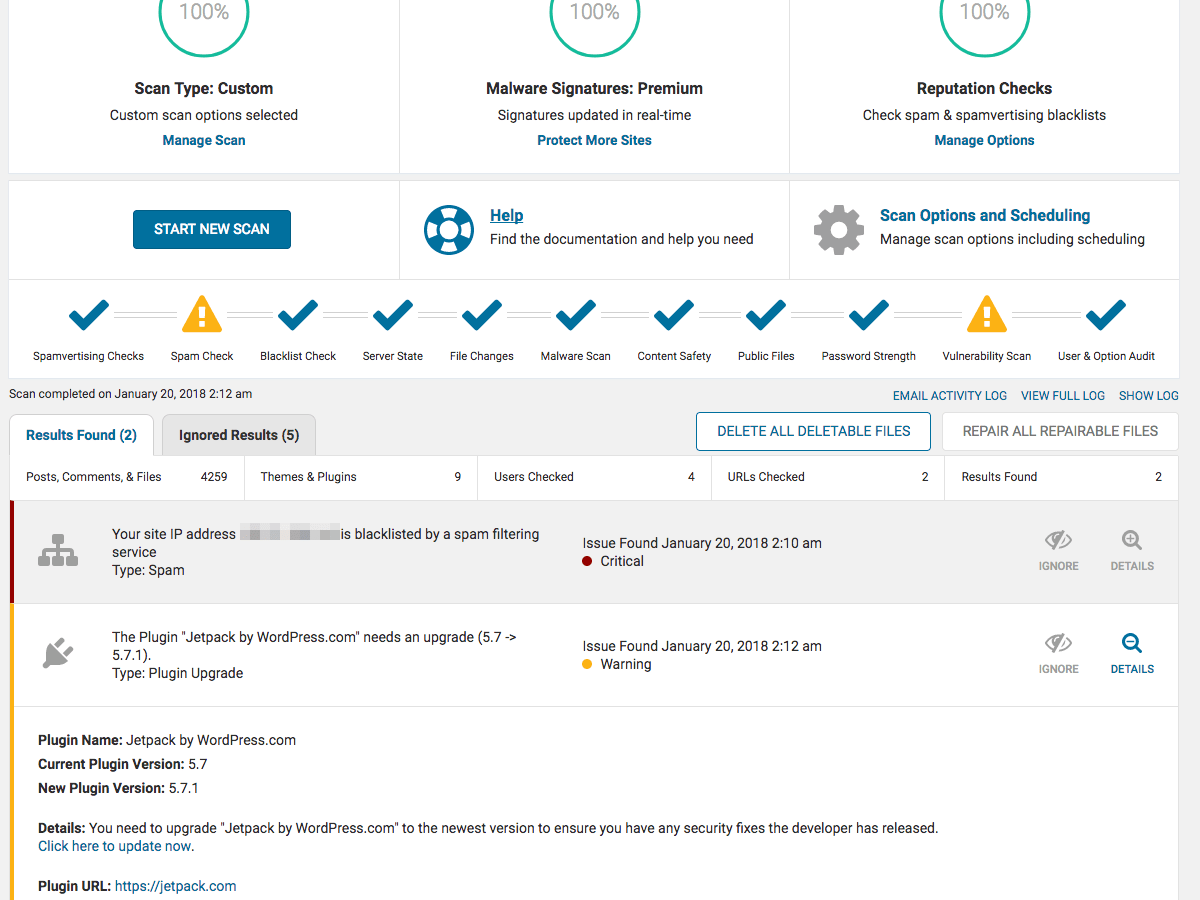 100%
100%
100%
Scan Type: Custom
Custom scan options selected
Manage Scan
Malware Signatures: Premium
Signatures updated in real-time
Protect More Sites
Reputation Checks
Check spam & spamvertising blacklists
Manage Options
START NEW SCAN
Help
Find the documentation and help you need
Scan Options and Scheduling
Manage scan options including scheduling
Spamvertising Checks
Spam Check
Blacklist Check
Server State
File Changes
Malware Scan
Content Safety
Public Files
Password Strength
Vulnerability Scan
User & Option Audit
Scan completed on January 20, 2018 2:12 am
EMAIL ACTIVITY LOG
VIEW FULL LOG
SHOW LOG
Results Found (2)
Ignored Results (5)
DELETE ALL DELETABLE FILES
REPAIR ALL REPAIRABLE FILES
Posts, Comments, & Files 4259
Themes & Plugins 9
Users Checked 4
URLs Checked 2
Results Found 2
Your site IP address is blacklisted by a spam filtering
service
Type: Spam
Issue Found January 20, 2018 2:10 am
Critical
IGNORE
DETAILS
The Plugin "Jetpack by WordPress.com" needs an upgrade (5.7 ->
5.7.1).
Type: Plugin Upgrade
Issue Found January 20, 2018 2:12 am
Warning
IGNORE
DETAILS
Plugin Name: Jetpack by WordPress.com
Current Plugin Version: 5.7
New Plugin Version: 5.7.1
Details: You need to upgrade "Jetpack by WordPress.com" to the newest version to ensure you have any security fixes the developer has released.
Click here to update now.
Plugin URL: https://jetpack.com